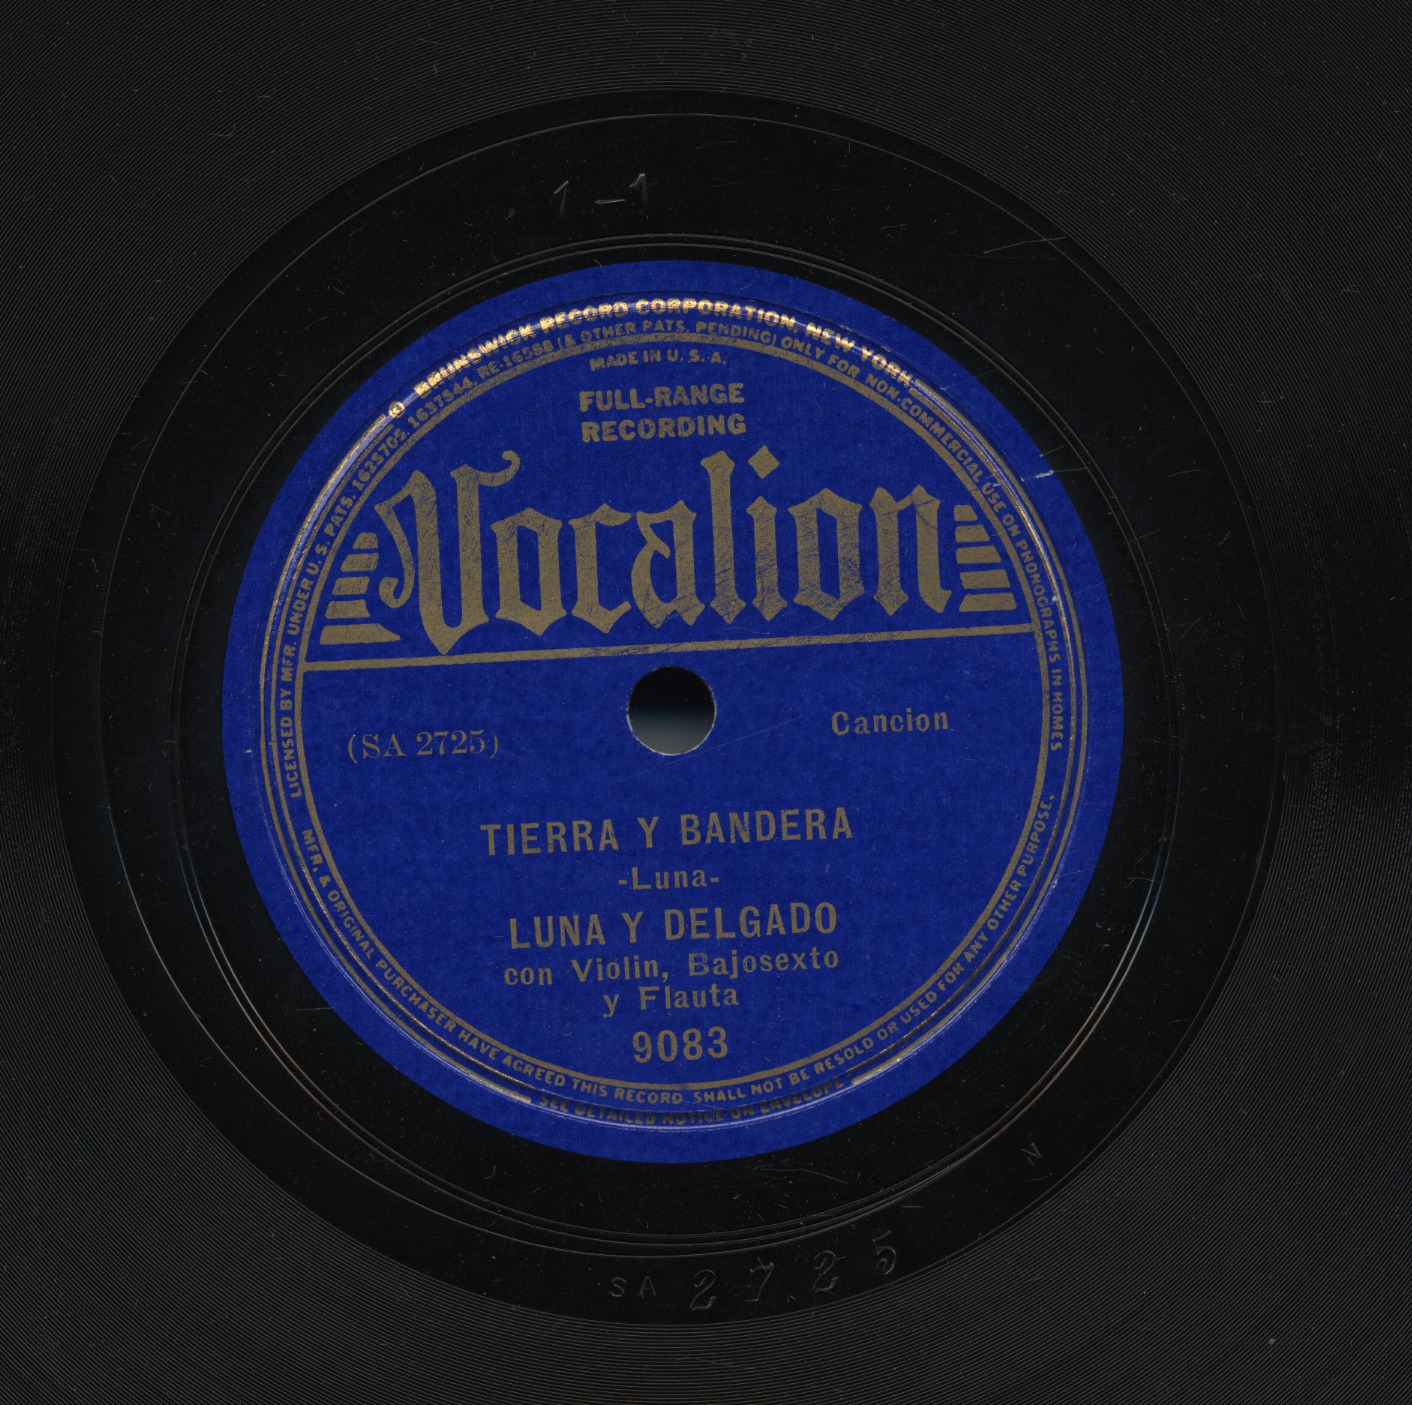 1-1
© BRUNSWICK RECORD CORPORATION, NEW YORK.
LICENSED BY MFR. UNDER U.S. PATS. 1625705, 1637544, RE-16588 (& OTHER PATS. PENDING) ONLY FOR NON-COMMERCIAL USE ON PHONOGRAPHS IN HOMES
MADE IN U.S.A.
FULL-RANGE
RECORDING
Vocalion
(SA 2725)
Cancion
TIERRA Y BANDERA
-Luna-
LUNA Y DELGADO
con Violin, Bajosexto
y Flauta
9083
MFR. & ORIGINAL PURCHASER HAVE AGREED THIS RECORD SHALL NOT BE RESOLD OR USED FOR ANY OTHER PURPOSE.
SEE DETAILED NOTICE ON ENVELOPE
N
SA 2725